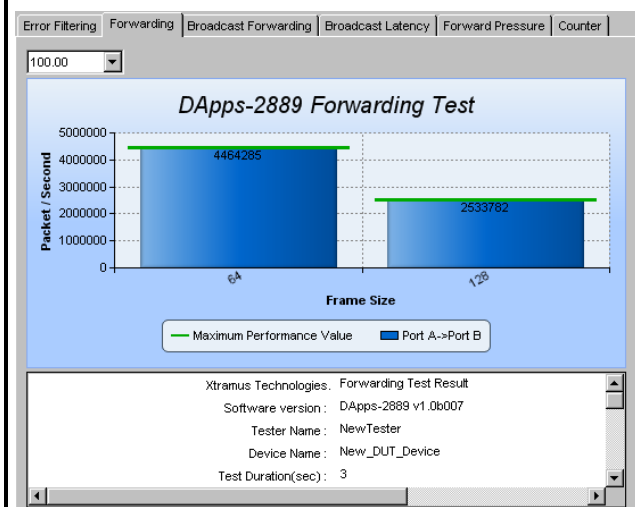 Error Filtering Forwarding Broadcast Forwarding Broadcast Latency Forward Pressure Counter
100.00
DApps-2889 Forwarding Test
Packet / Second
5000000
4000000
3000000
2000000
1000000
0
4464285
2533782
64
128
Frame Size
Maximum Performance Value Port A->Port B
Xtramus Technologies. Forwarding Test Result
Software version : DApps-2889 v1.0b007
Tester Name : NewTester
Device Name : New_DUT_Device
Test Duration(sec) : 3